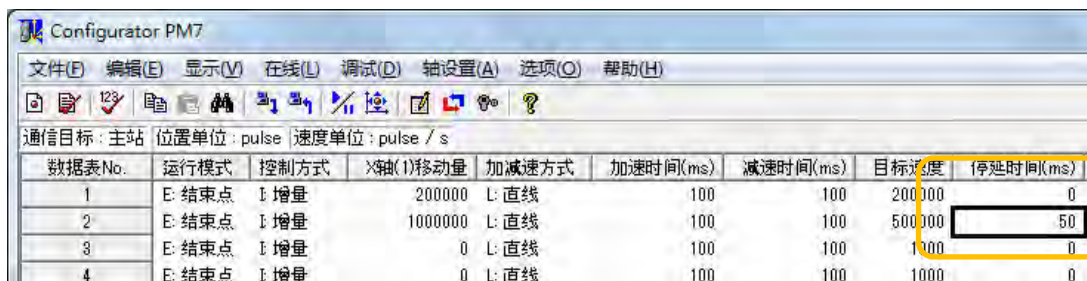 Configurator PM7
文件(F) 编辑(E) 显示(V) 在线(L) 调试(D) 轴设置(A) 选项(O) 帮助(H)
通信目标：主站 位置单位：pulse 速度单位：pulse / s
数据表No. 运行模式 控制方式 X轴(1)移动量 加减速方式 加速时间(ms) 减速时间(ms) 目标速度 停延时间(ms)
1 E: 结束点 I: 增量 200000 L: 直线 100 100 200000 0
2 E: 结束点 I: 增量 1000000 L: 直线 100 100 500000 50
3 E: 结束点 I: 增量 0 L: 直线 100 100 1000 0
4 E: 结束点 I: 增量 0 L: 直线 100 100 1000 0